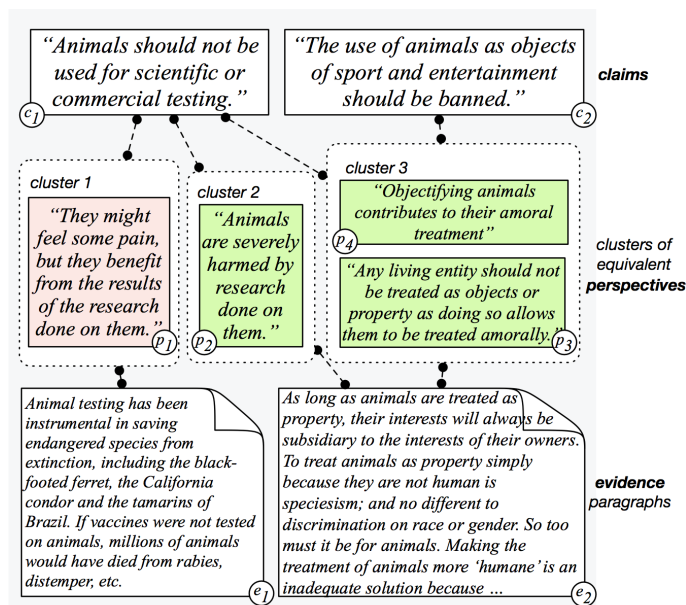 “Animals should not be
used for scientific or
commercial testing.”
c1
“The use of animals as objects
of sport and entertainment
should be banned.”
c2
claims
cluster 1
“They might
feel some pain,
but they benefit
from the results
of the research
done on them.”
p1
cluster 2
“Animals
are severely
harmed by
research
done on
them.”
p2
cluster 3
“Objectifying animals
contributes to their amoral
treatment”
p4
“Any living entity should not
be treated as objects or
property as doing so allows
them to be treated amorally.”
p3
clusters of
equivalent
perspectives
Animal testing has been
instrumental in saving
endangered species from
extinction, including the black-
footed ferret, the California
condor and the tamarins of
Brazil. If vaccines were not tested
on animals, millions of animals
would have died from rabies,
distemper, etc.
e1
As long as animals are treated as
property, their interests will always be
subsidiary to the interests of their owners.
To treat animals as property simply
because they are not human is
speciesism; and no different to
discrimination on race or gender. So too
must it be for animals. Making the
treatment of animals more ‘humane’ is an
inadequate solution because …
e2
evidence
paragraphs